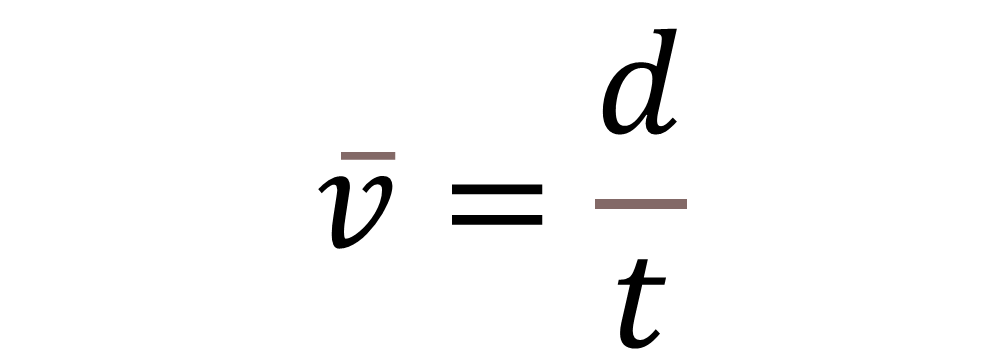 v̄ = d/t